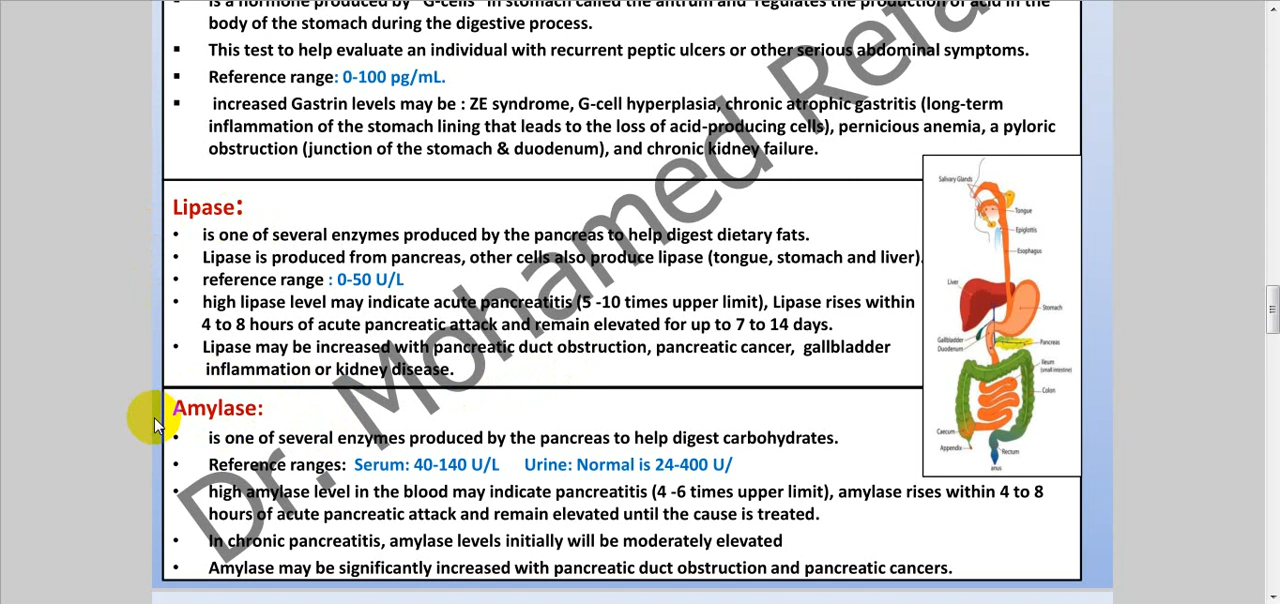 is a hormone produced by "G-cells" in stomach called the antrum and regulates the production of acid in the
body of the stomach during the digestive process.
▪ This test to help evaluate an individual with recurrent peptic ulcers or other serious abdominal symptoms.
▪ Reference range: 0-100 pg/mL.
▪ increased Gastrin levels may be : ZE syndrome, G-cell hyperplasia, chronic atrophic gastritis (long-term
inflammation of the stomach lining that leads to the loss of acid-producing cells), pernicious anemia, a pyloric
obstruction (junction of the stomach & duodenum), and chronic kidney failure.
Lipase:
• is one of several enzymes produced by the pancreas to help digest dietary fats.
• Lipase is produced from pancreas, other cells also produce lipase (tongue, stomach and liver).
• reference range : 0-50 U/L
• high lipase level may indicate acute pancreatitis (5 -10 times upper limit), Lipase rises within
4 to 8 hours of acute pancreatic attack and remain elevated for up to 7 to 14 days.
• Lipase may be increased with pancreatic duct obstruction, pancreatic cancer, gallbladder
inflammation or kidney disease.
Salivary Glands
Tongue
Epiglottis
Esophagus
Liver
Stomach
Gallbladder
Duodenum
Pancreas
Ileum
(small intestine)
Colon
Caecum
Appendix
Rectum
anus
Amylase:
• is one of several enzymes produced by the pancreas to help digest carbohydrates.
• Reference ranges: Serum: 40-140 U/L Urine: Normal is 24-400 U/
• high amylase level in the blood may indicate pancreatitis (4 -6 times upper limit), amylase rises within 4 to 8
hours of acute pancreatic attack and remain elevated until the cause is treated.
• In chronic pancreatitis, amylase levels initially will be moderately elevated
• Amylase may be significantly increased with pancreatic duct obstruction and pancreatic cancers.
Dr. Mohamed Refa